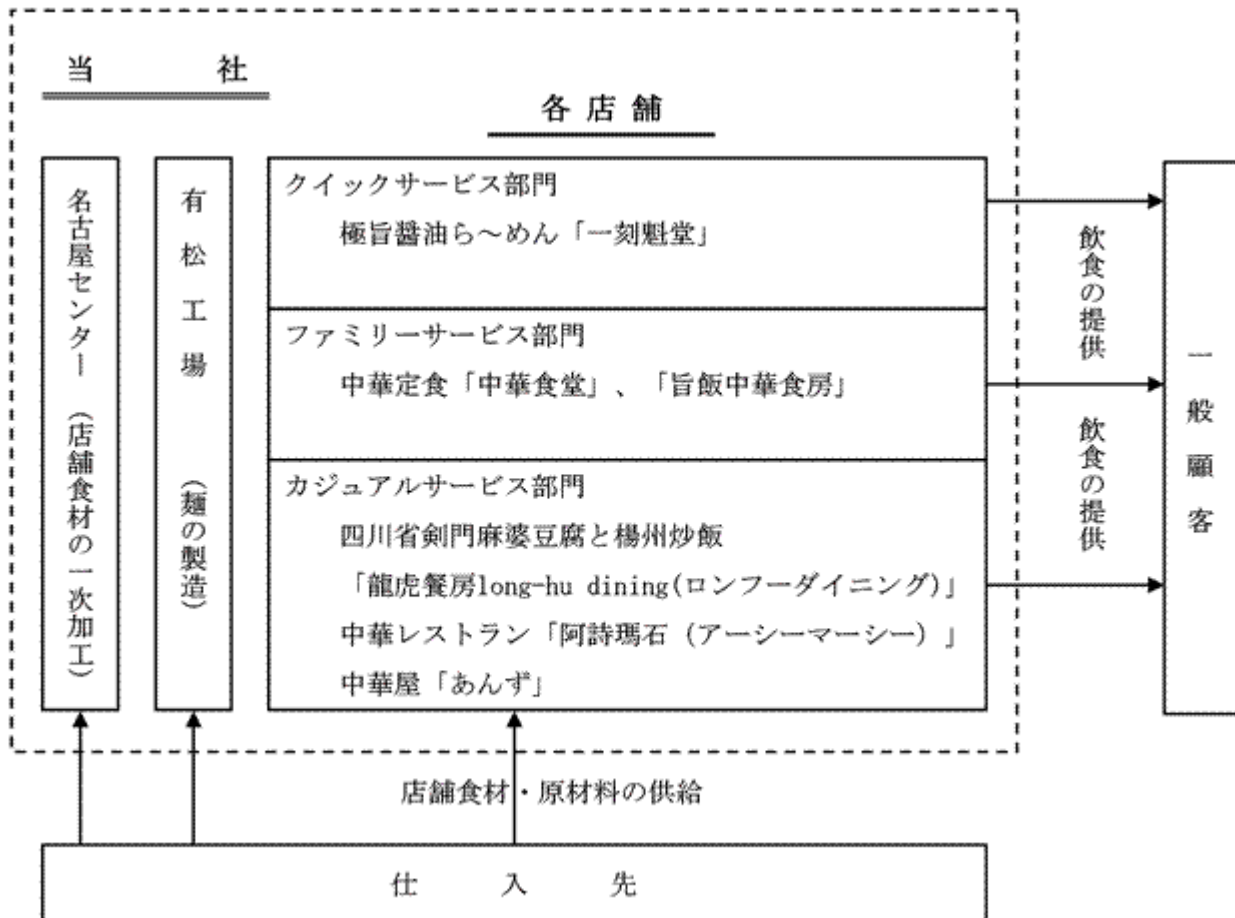 当社
各店舗
名古屋センター（店舗食材の一次加工）
有松工場（麺の製造）
クイックサービス部門
極旨醤油ら～めん「一刻魁堂」
ファミリーサービス部門
中華定食「中華食堂」、「旨飯中華食房」
カジュアルサービス部門
四川省剣門麻婆豆腐と楊州炒飯
「龍虎餐房long-hu dining(ロンフーダイニング)」
中華レストラン「阿詩瑪石（アーシーマーシー）」
中華屋「あんず」
飲食の提供
飲食の提供
一般顧客
店舗食材・原材料の供給
仕入先